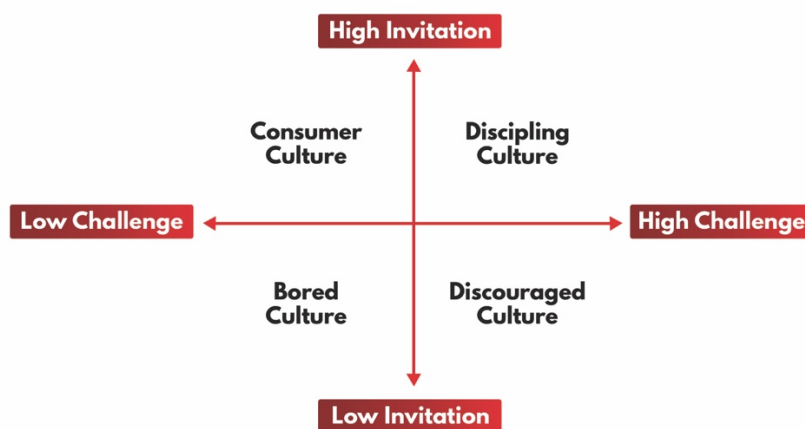 High Invitation
Consumer
Culture
Discipling
Culture
Low Challenge
High Challenge
Bored
Culture
Discouraged
Culture
Low Invitation